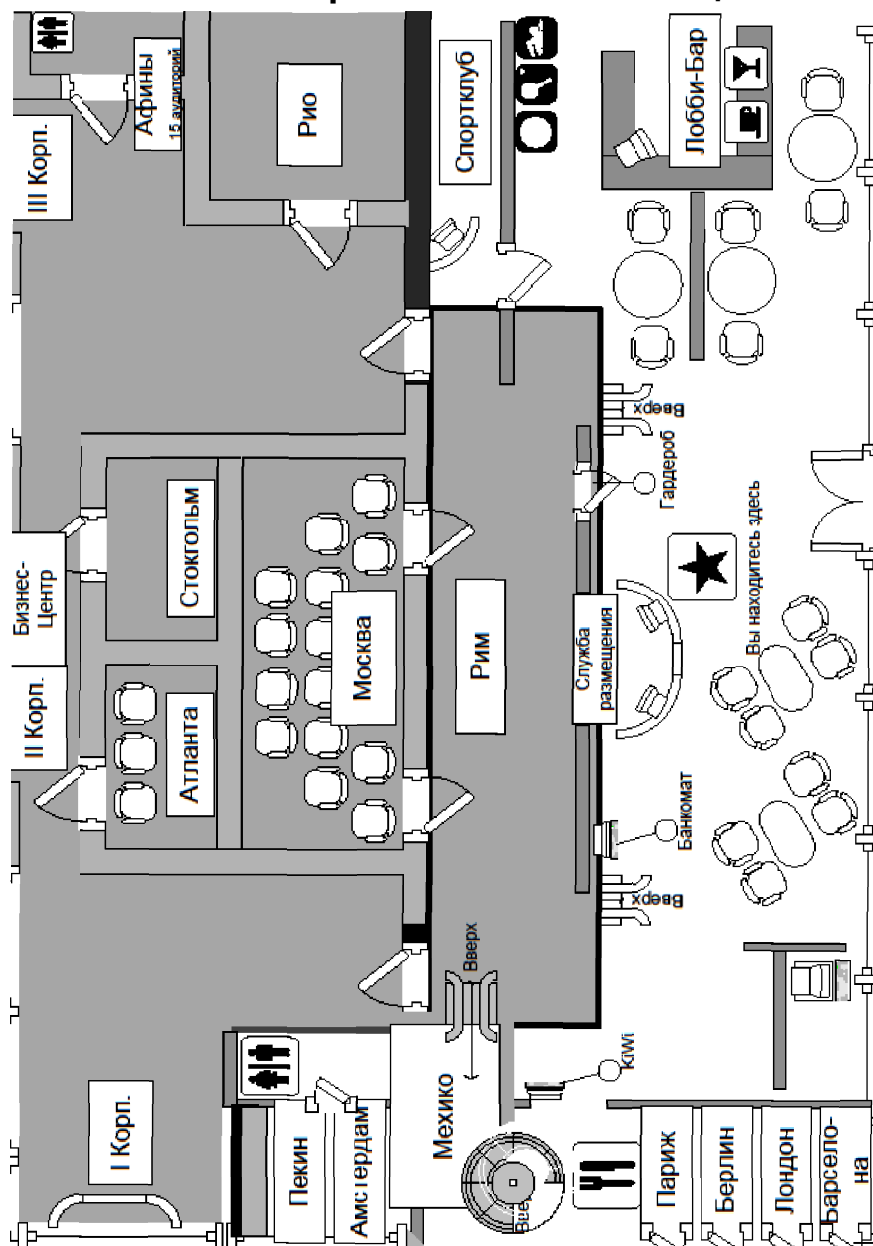 I Корп.
II Корп.
Бизнес-
Центр
III Корп.
Афины
15 аудиторий
Атланта
Стокгольм
Рио
Пекин
Амстердам
Москва
Мехико
Вверх
Рим
Спортклуб
KiWi
Служба
размещения
Вверх
Банкомат
Гардероб
Вверх
Лобби-Бар
Вы находитесь здесь
Париж
Берлин
Лондон
Барсело-
на